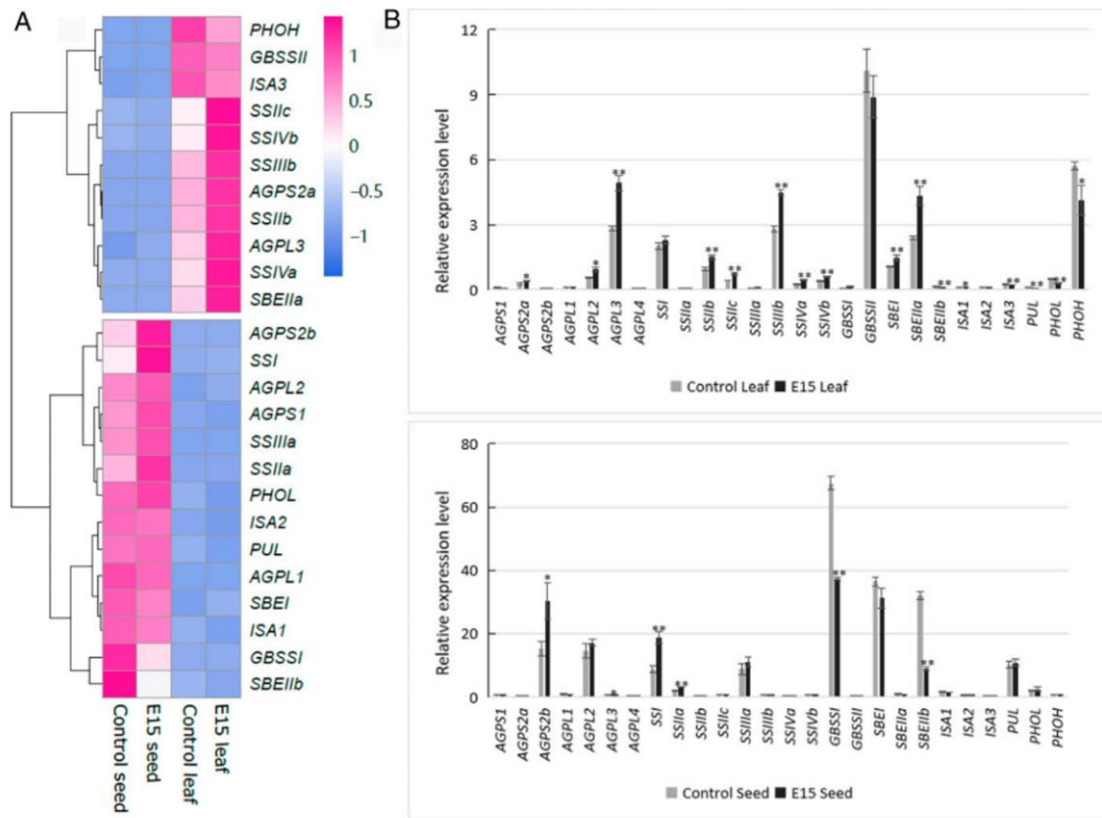 A
PHOH
GBSSII
ISA3
SSIIc
SSIVb
SSIIIb
AGPS2a
SSIIb
AGPL3
SSIVa
SBEIIa
AGPS2b
SSI
AGPL2
AGPS1
SSIIIa
SSIIa
PHOL
ISA2
PUL
AGPL1
SBEI
ISA1
GBSSI
SBEIIb
1
0.5
0
−0.5
−1
Control seed
E15 seed
Control leaf
E15 leaf
B
Relative expression level
12
9
6
3
0
* ** ** ** ** ** ** ** ** ** ** * ** ** ** *
AGPS1
AGPS2a
AGPS2b
AGPL1
AGPL2
AGPL3
AGPL4
SSI
SSIIa
SSIIb
SSIIc
SSIIIa
SSIIIb
SSIVa
SSIVb
GBSSI
GBSSII
SBEI
SBEIIa
SBEIIb
ISA1
ISA2
ISA3
PUL
PHOL
PHOH
Control Leaf E15 Leaf
Relative expression level
80
60
40
20
0
* * ** ** ** **
AGPS1
AGPS2a
AGPS2b
AGPL1
AGPL2
AGPL3
AGPL4
SSI
SSIIa
SSIIb
SSIIc
SSIIIa
SSIIIb
SSIVa
SSIVb
GBSSI
GBSSII
SBEI
SBEIIa
SBEIIb
ISA1
ISA2
ISA3
PUL
PHOL
PHOH
Control Seed E15 Seed